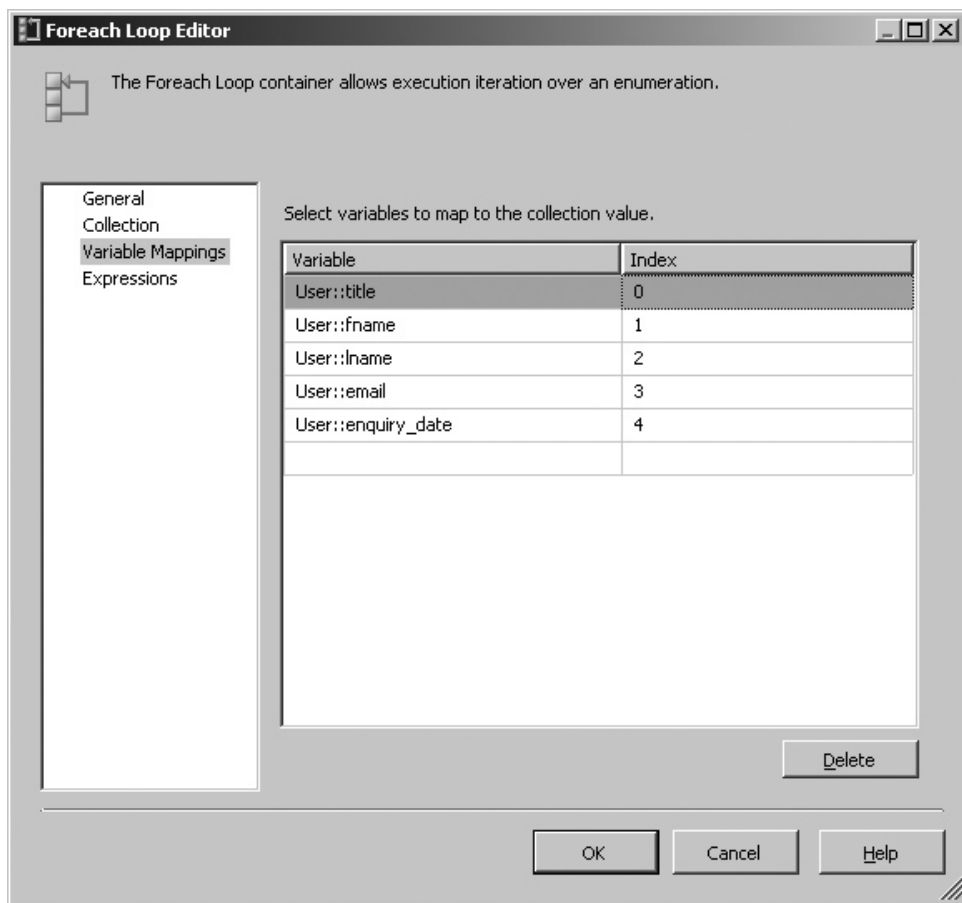 Foreach Loop Editor
The Foreach Loop container allows execution iteration over an enumeration.
General
Collection
Variable Mappings
Expressions
Select variables to map to the collection value.
Variable Index
User::title 0
User::fname 1
User::lname 2
User::email 3
User::enquiry_date 4
Delete
OK Cancel Help